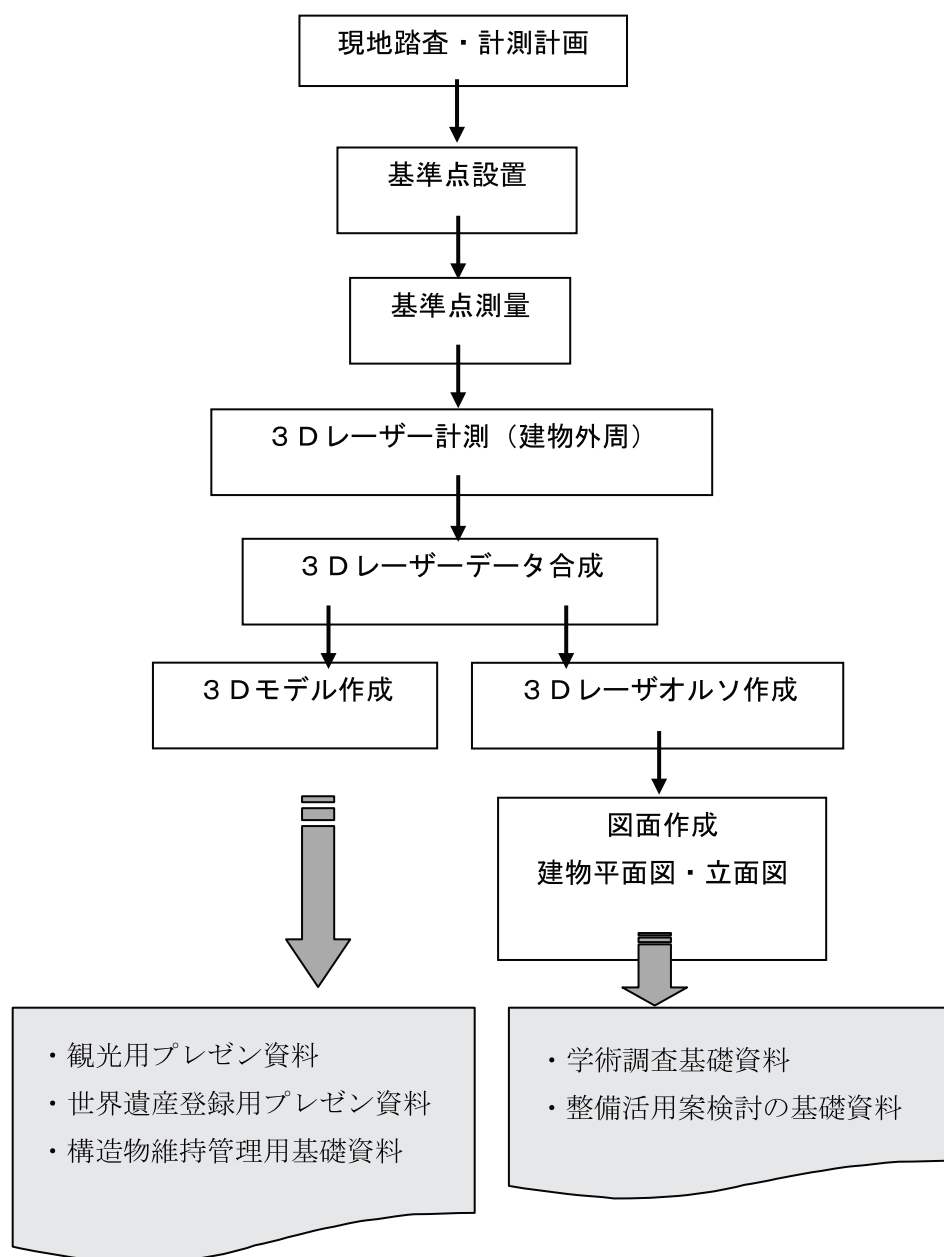 現地踏査・計測計画
基準点設置
基準点測量
３Ｄレーザー計測（建物外周）
３Ｄレーザーデータ合成
３Ｄモデル作成
３Ｄレーザオルソ作成
図面作成
建物平面図・立面図
・観光用プレゼン資料
・世界遺産登録用プレゼン資料
・構造物維持管理用基礎資料
・学術調査基礎資料
・整備活用案検討の基礎資料